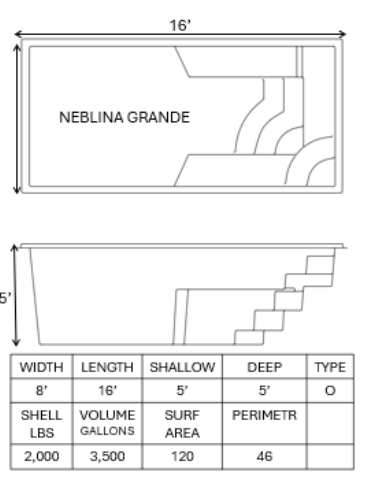 16’
NEBLINA GRANDE
5’
WIDTH LENGTH SHALLOW DEEP TYPE
8’ 16’ 5’ 5’ O
SHELL LBS VOLUME GALLONS SURF AREA PERIMETR
2,000 3,500 120 46